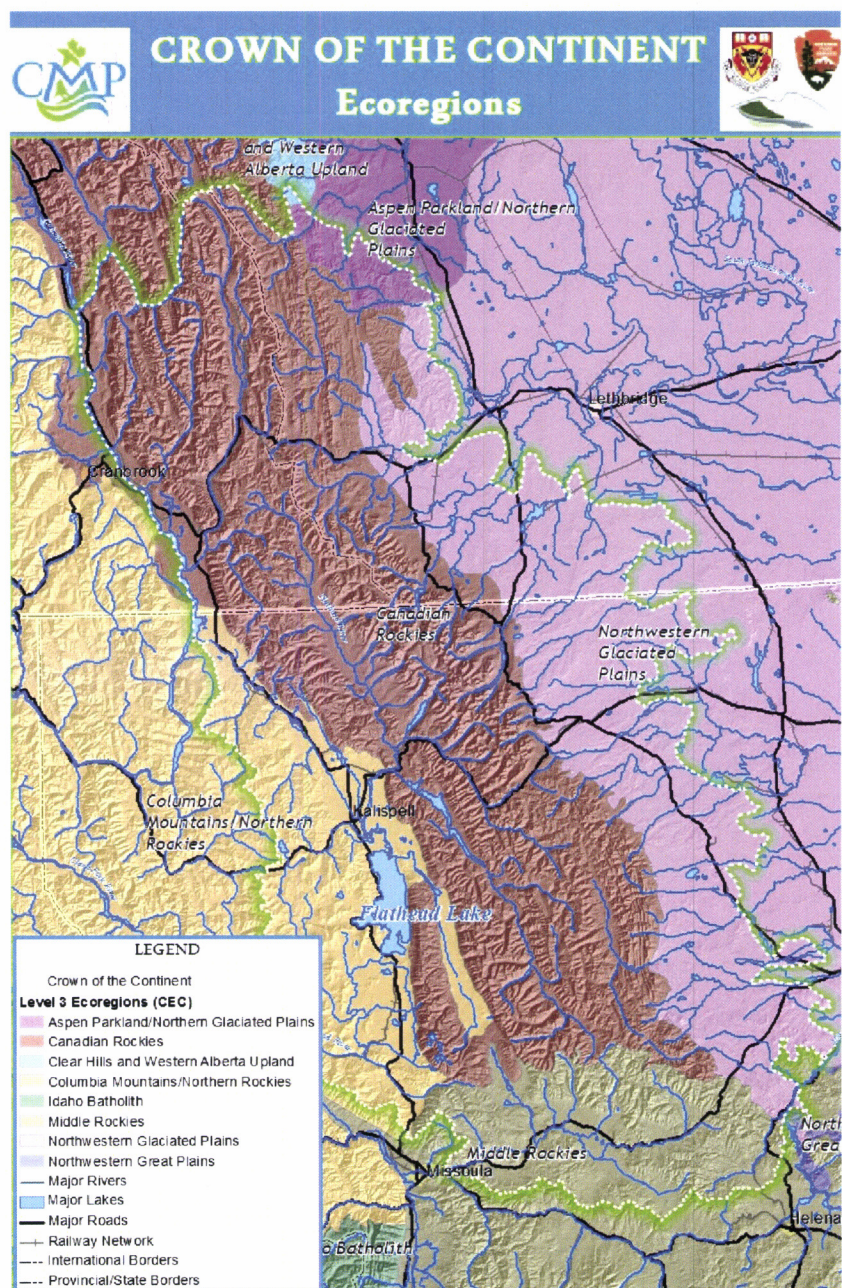 CMP
CROWN OF THE CONTINENT
Ecoregions
and Western
Alberta Upland
Aspen Parkland/Northern
Glaciated
Plains
Lethbridge
Cranbrook
Canadian
Rockies
Northwestern
Glaciated
Plains
Columbia
Mountains/Northern
Rockies
Kalispell
Flathead Lake
Middle Rockies
Missoula
North
Grea
Helena
o Batholith
LEGEND
Crown of the Continent
Level 3 Ecoregions (CEC)
Aspen Parkland/Northern Glaciated Plains
Canadian Rockies
Clear Hills and Western Alberta Upland
Columbia Mountains/Northern Rockies
Idaho Batholith
Middle Rockies
Northwestern Glaciated Plains
Northwestern Great Plains
Major Rivers
Major Lakes
Major Roads
Railway Network
International Borders
Provincial/State Borders